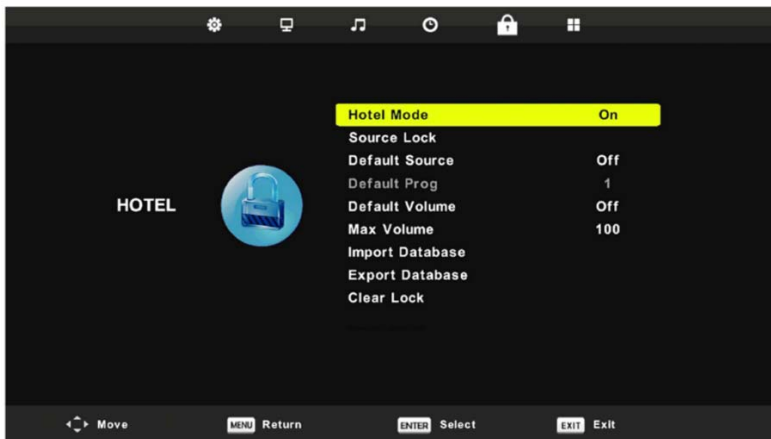 Hotel Mode On
Source Lock
Default Source Off
Default Prog 1
HOTEL
Default Volume Off
Max Volume 100
Import Database
Export Database
Clear Lock
Move MENU Return ENTER Select EXIT Exit